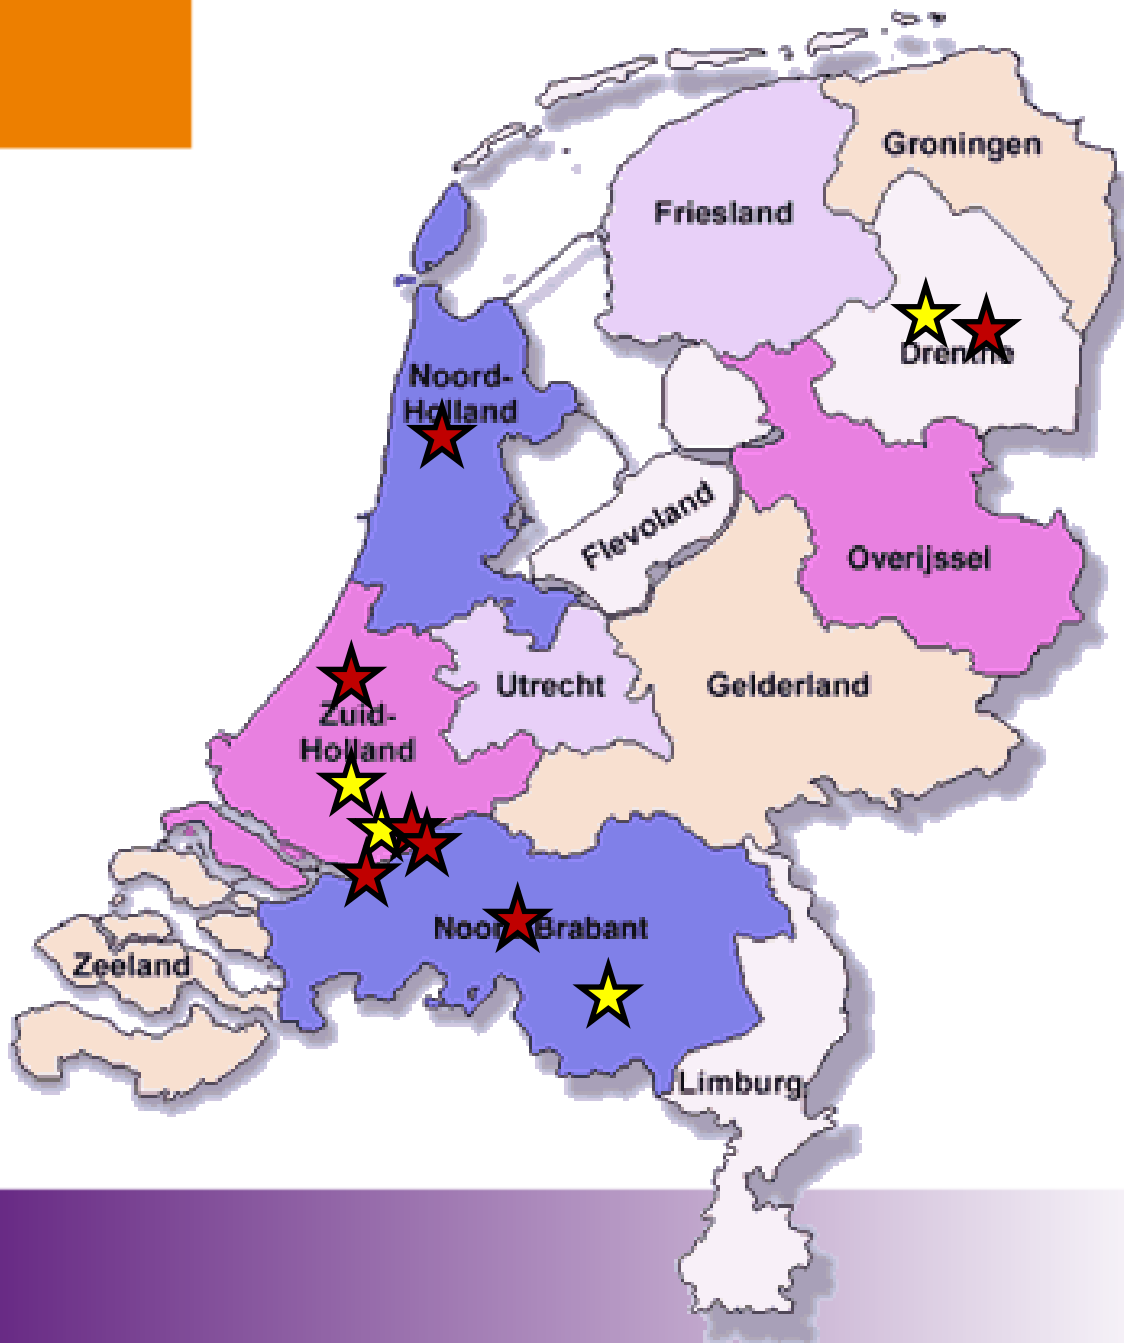 Groningen
Friesland
Drenthe
Noord-
Holland
Flevoland
Overijssel
Utrecht
Gelderland
Zuid-
Holland
Noord-Brabant
Zeeland
Limburg